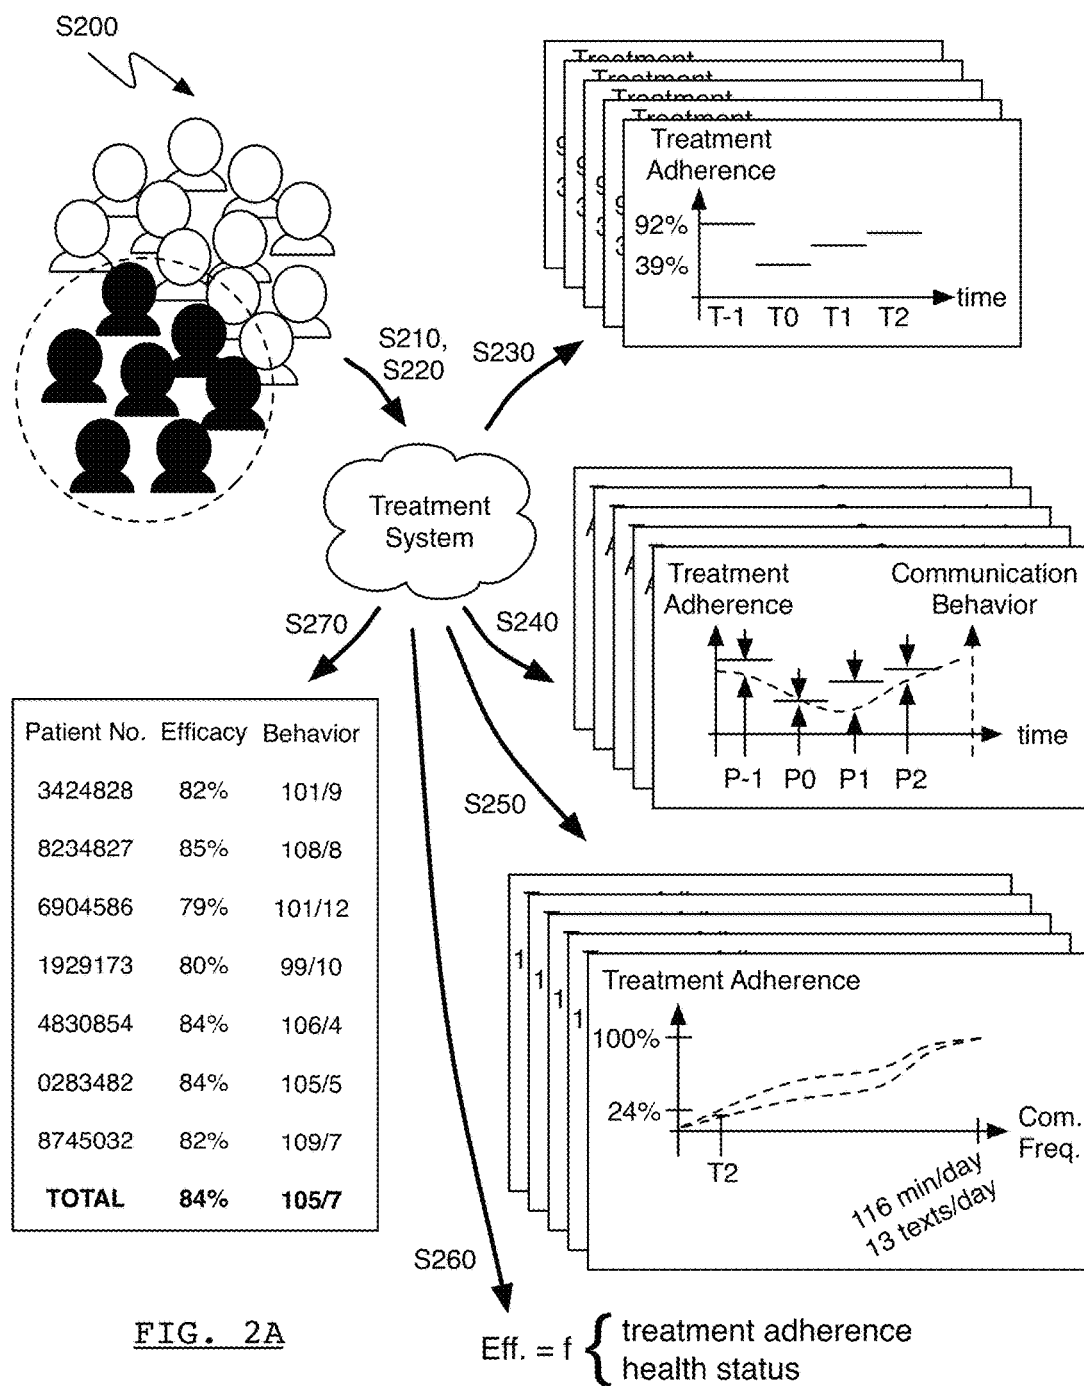 S200
Treatment
Treatment
Treatment
Treatment
Treatment
Adherence
92%
39%
T-1 T0 T1 T2
time
S210,
S220
S230
Treatment
System
S270
S240
S250
S260
Treatment Communication
Adherence Behavior
time
P-1 P0 P1 P2
Patient No. Efficacy Behavior
3424828 82% 101/9
8234827 85% 108/8
6904586 79% 101/12
1929173 80% 99/10
4830854 84% 106/4
0283482 84% 105/5
8745032 82% 109/7
TOTAL 84% 105/7
Treatment Adherence
100%
24%
T2
Com.
Freq.
116 min/day
13 texts/day
Eff. = f { treatment adherence
health status
FIG. 2A